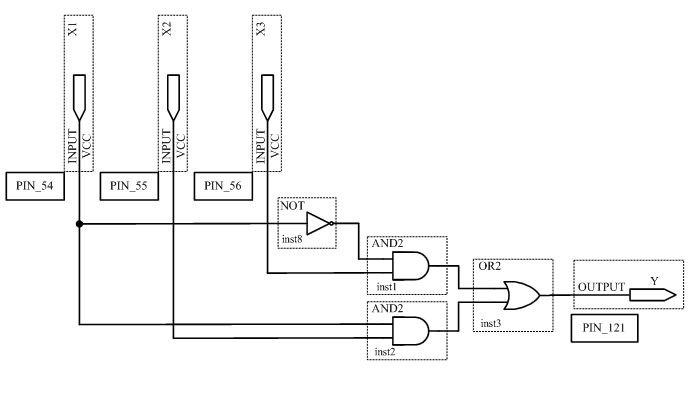 X1
X2
X3
INPUT
VCC
INPUT
VCC
INPUT
VCC
PIN_54
PIN_55
PIN_56
NOT
inst8
AND2
inst1
OR2
inst3
OUTPUT
Y
AND2
inst2
PIN_121